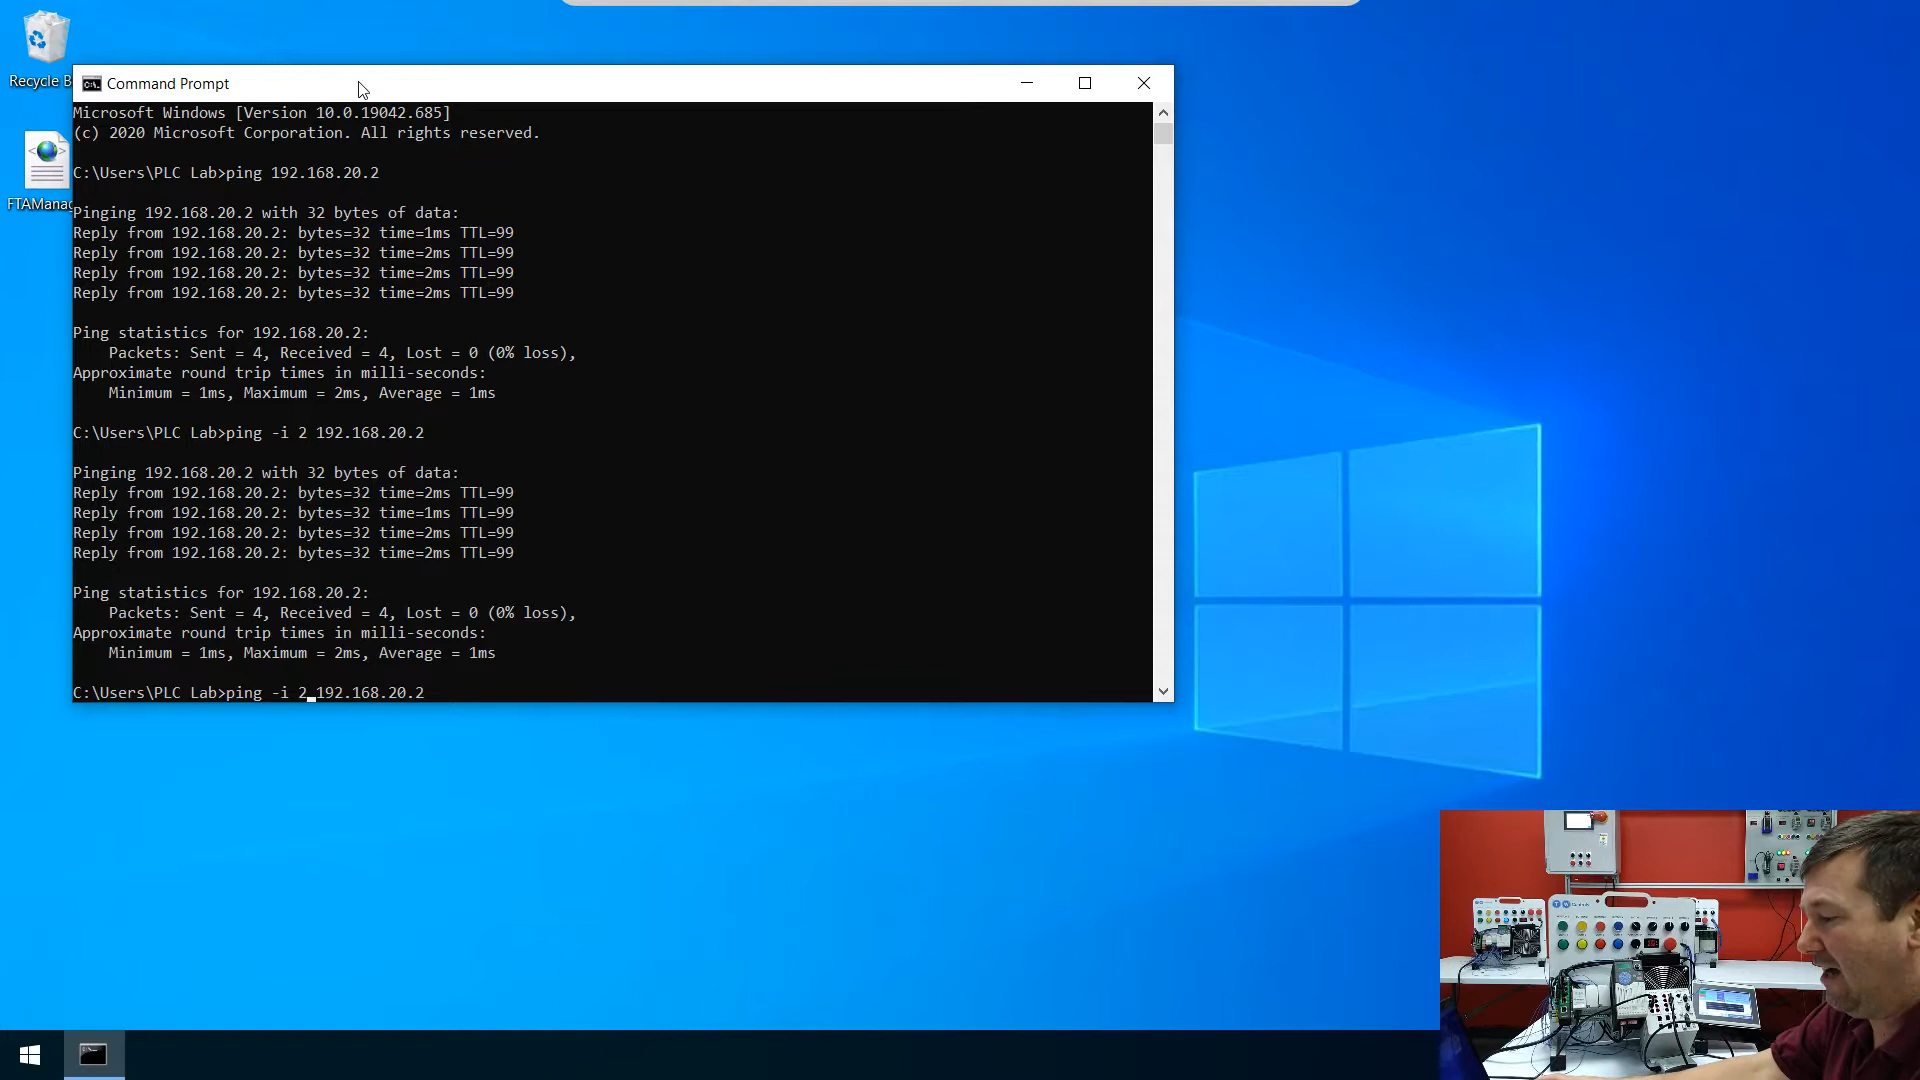 Recycle B
FTAManag
Command Prompt
Microsoft Windows [Version 10.0.19042.685]
(c) 2020 Microsoft Corporation. All rights reserved.
C:\Users\PLC Lab>ping 192.168.20.2
Pinging 192.168.20.2 with 32 bytes of data:
Reply from 192.168.20.2: bytes=32 time=1ms TTL=99
Reply from 192.168.20.2: bytes=32 time=2ms TTL=99
Reply from 192.168.20.2: bytes=32 time=2ms TTL=99
Reply from 192.168.20.2: bytes=32 time=2ms TTL=99
Ping statistics for 192.168.20.2:
Packets: Sent = 4, Received = 4, Lost = 0 (0% loss),
Approximate round trip times in milli-seconds:
Minimum = 1ms, Maximum = 2ms, Average = 1ms
C:\Users\PLC Lab>ping -i 2 192.168.20.2
Pinging 192.168.20.2 with 32 bytes of data:
Reply from 192.168.20.2: bytes=32 time=2ms TTL=99
Reply from 192.168.20.2: bytes=32 time=1ms TTL=99
Reply from 192.168.20.2: bytes=32 time=2ms TTL=99
Reply from 192.168.20.2: bytes=32 time=2ms TTL=99
Ping statistics for 192.168.20.2:
Packets: Sent = 4, Received = 4, Lost = 0 (0% loss),
Approximate round trip times in milli-seconds:
Minimum = 1ms, Maximum = 2ms, Average = 1ms
C:\Users\PLC Lab>ping -i 2 192.168.20.2